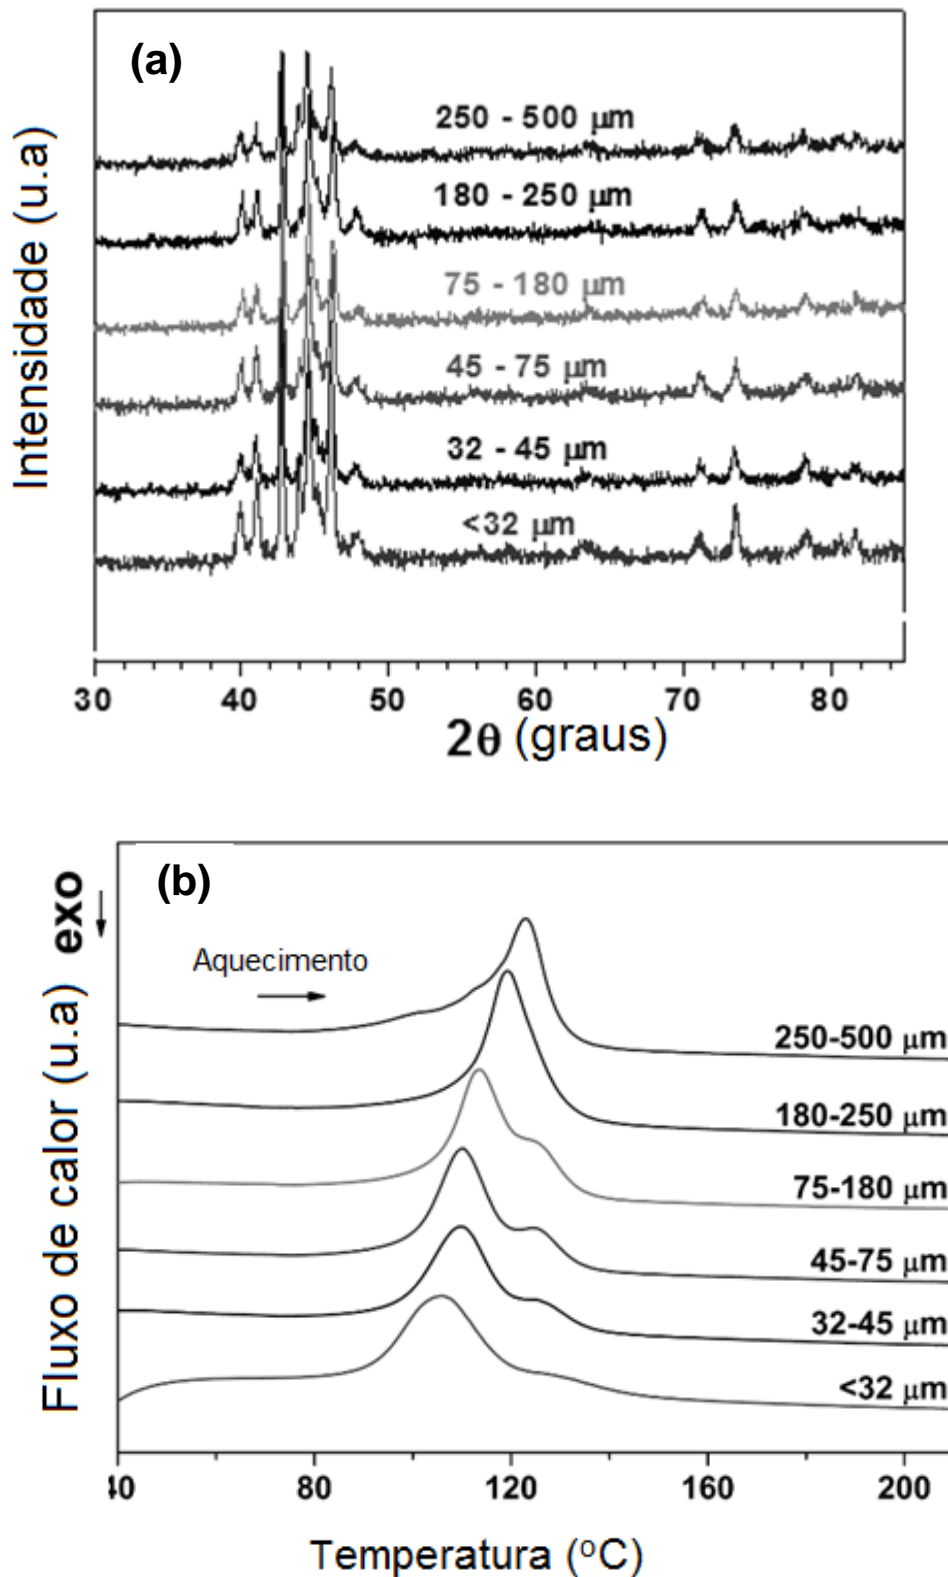 (a)
Intensidade (u.a)
250 - 500 μm
180 - 250 μm
75 - 180 μm
45 - 75 μm
32 - 45 μm
<32 μm
30 40 50 60 70 80
2θ (graus)
(b)
Fluxo de calor (u.a) exo
Aquecimento
250-500 μm
180-250 μm
75-180 μm
45-75 μm
32-45 μm
<32 μm
40 80 120 160 200
Temperatura (ºC)